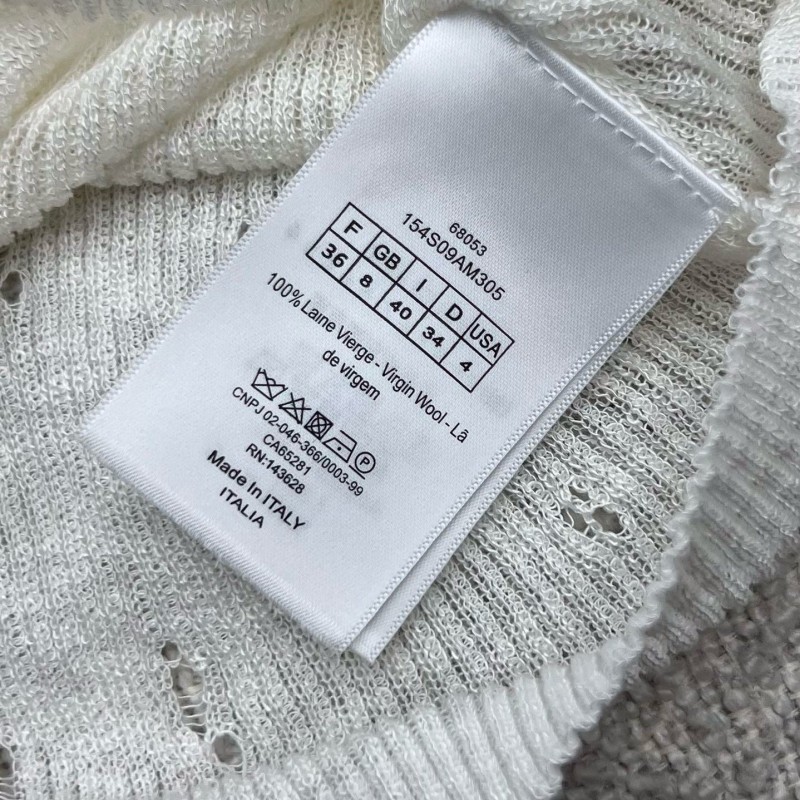 68053
154S09AM305
F GB I D USA
36 8 40 34 4
100% Laine Vierge - Virgin Wool - Lã
de virgem
P
CNPJ 02-046-366/0003-99
CA65281
RN:143628
Made In ITALY
ITALIA